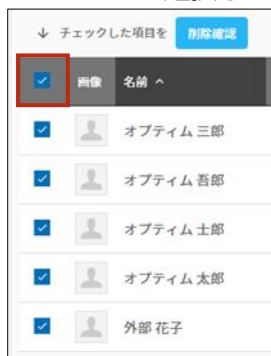 ↓ チェックした項目を 削除確認
画像 名前 ^
オプティム 三郎
オプティム 吾郎
オプティム 士郎
オプティム 太郎
外部 花子